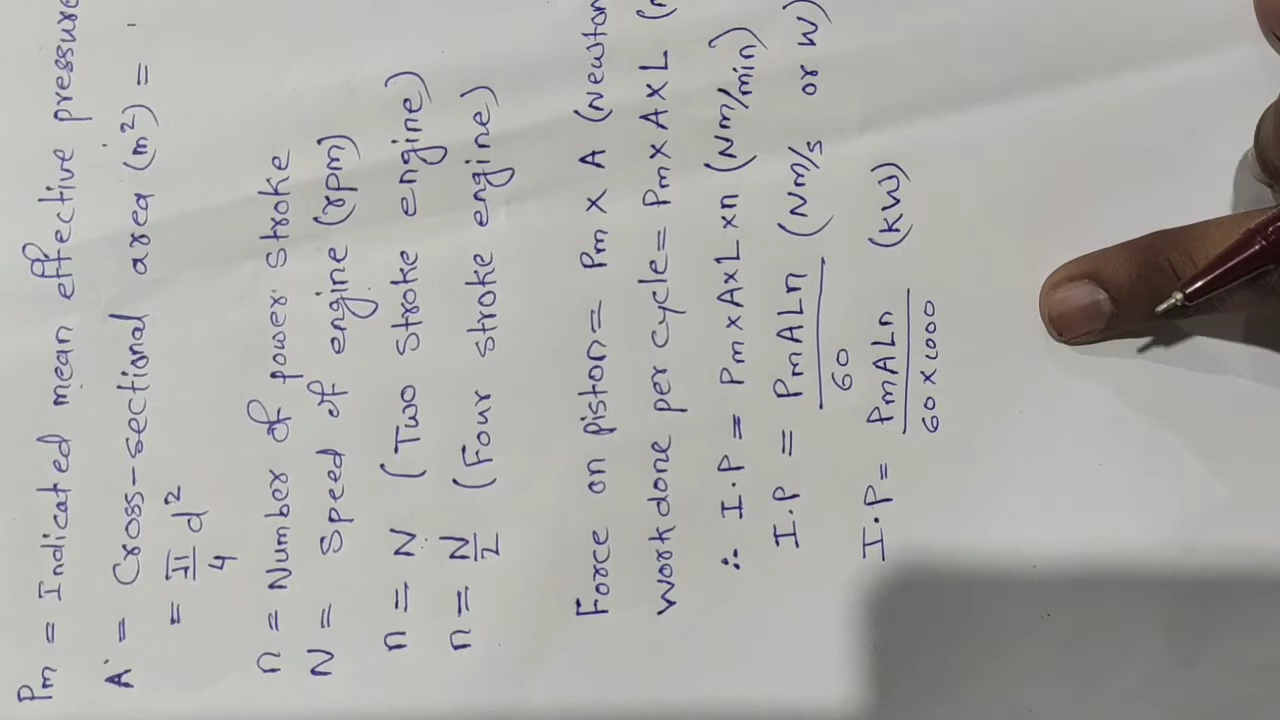 Pm = Indicated mean effective pressure
A = Cross-sectional area (m²) =
= π/4 d²
n = Number of power stroke
N = Speed of engine (rpm)
n = N (Two stroke engine)
n = N/2 (Four stroke engine)
Force on piston = Pm × A (Newton
Workdone per cycle = Pm × A × L
∴ I.P = Pm × A × L × n (Nm/min)
I.P = PmALn/60 (Nm/s or W)
I.P = PmALn/60×1000 (kW)